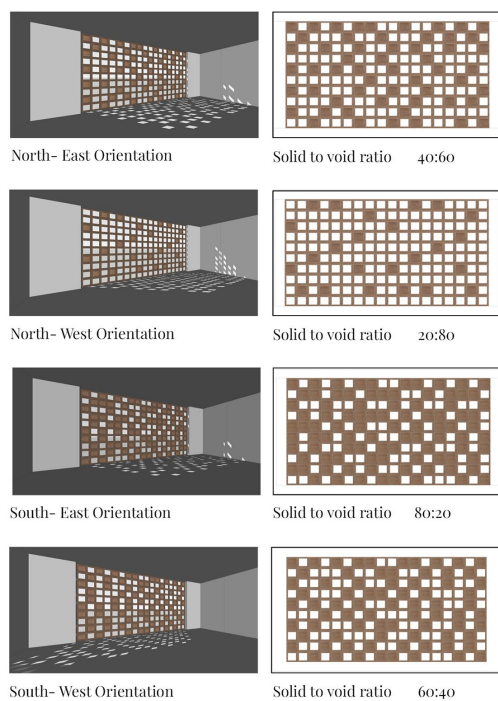 North- East Orientation
Solid to void ratio 40:60
North- West Orientation
Solid to void ratio 20:80
South- East Orientation
Solid to void ratio 80:20
South- West Orientation
Solid to void ratio 60:40